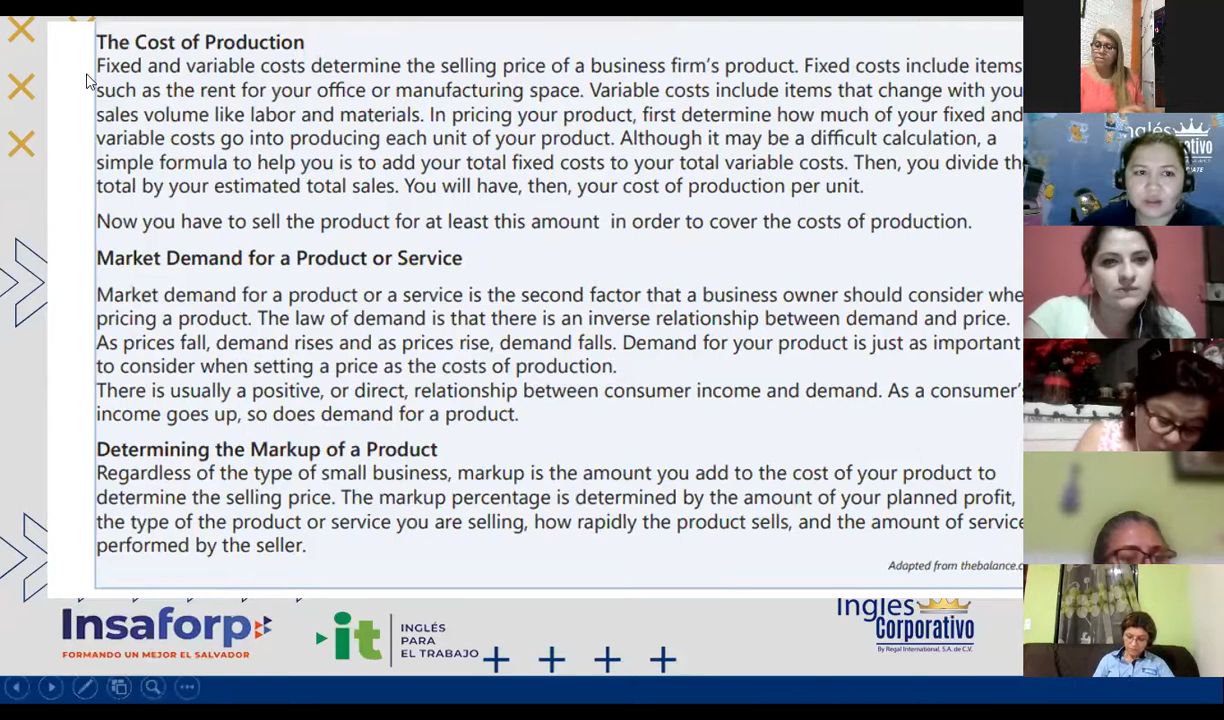 The Cost of Production
Fixed and variable costs determine the selling price of a business firm's product. Fixed costs include items
such as the rent for your office or manufacturing space. Variable costs include items that change with you
sales volume like labor and materials. In pricing your product, first determine how much of your fixed and
variable costs go into producing each unit of your product. Although it may be a difficult calculation, a
simple formula to help you is to add your total fixed costs to your total variable costs. Then, you divide th
total by your estimated total sales. You will have, then, your cost of production per unit.
Now you have to sell the product for at least this amount in order to cover the costs of production.
Market Demand for a Product or Service
Market demand for a product or a service is the second factor that a business owner should consider whe
pricing a product. The law of demand is that there is an inverse relationship between demand and price.
As prices fall, demand rises and as prices rise, demand falls. Demand for your product is just as important
to consider when setting a price as the costs of production.
There is usually a positive, or direct, relationship between consumer income and demand. As a consumer's
income goes up, so does demand for a product.
Determining the Markup of a Product
Regardless of the type of small business, markup is the amount you add to the cost of your product to
determine the selling price. The markup percentage is determined by the amount of your planned profit,
the type of the product or service you are selling, how rapidly the product sells, and the amount of service
performed by the seller.
Adapted from thebalance.c
Insaforp
FORMANDO UN MEJOR EL SALVADOR
it
INGLÉS
PARA
EL TRABAJO
Inglés
Corporativo
By Regal International, S.A. de C.V.